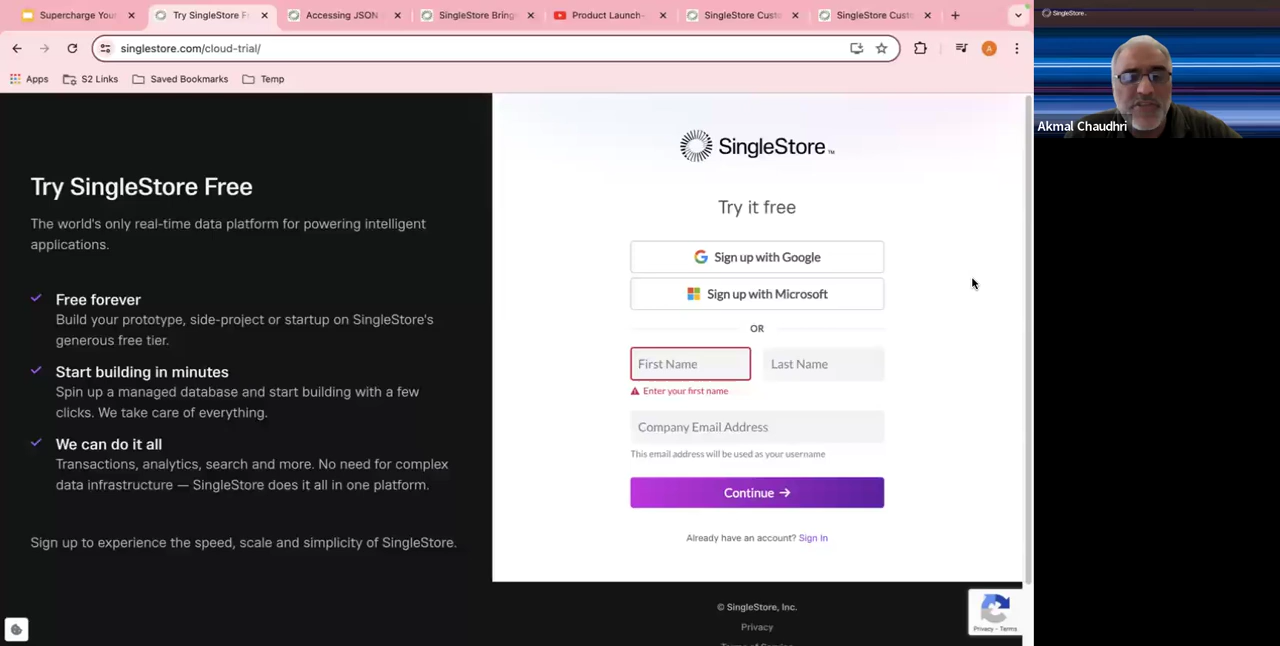 Supercharge Your
Try SingleStore F
Accessing JSON
SingleStore Bring
Product Launch
SingleStore Cust
SingleStore Cust
singlestore.com/cloud-trial/
A
Apps
S2 Links
Saved Bookmarks
Temp
SingleStore
Akmal Chaudhri
Try SingleStore Free
The world's only real-time data platform for powering intelligent
applications.
Free forever
Build your prototype, side-project or startup on SingleStore's
generous free tier.
Start building in minutes
Spin up a managed database and start building with a few
clicks. We take care of everything.
We can do it all
Transactions, analytics, search and more. No need for complex
data infrastructure — SingleStore does it all in one platform.
Sign up to experience the speed, scale and simplicity of SingleStore.
SingleStore™
Try it free
Sign up with Google
Sign up with Microsoft
OR
First Name
Last Name
Enter your first name
Company Email Address
This email address will be used as your username
Continue →
Already have an account? Sign In
© SingleStore, Inc.
Privacy
Terms of Service
Privacy - Terms